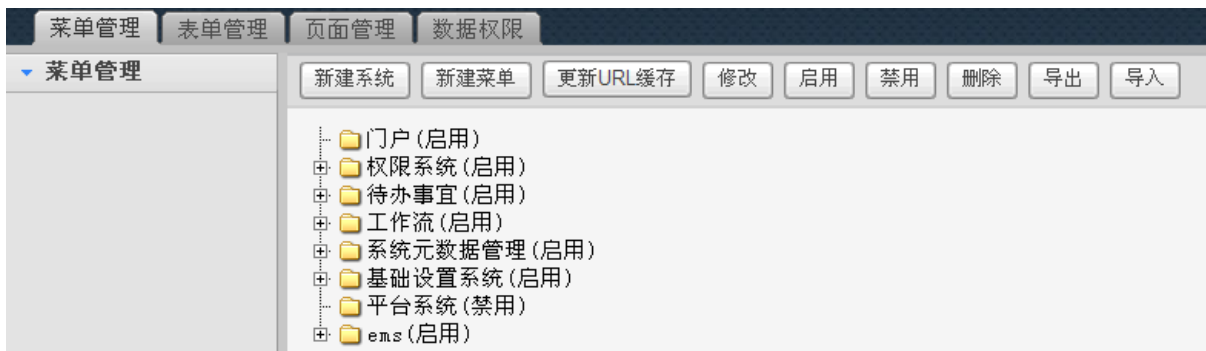 菜单管理 表单管理 页面管理 数据权限
菜单管理
新建系统 新建菜单 更新URL缓存 修改 启用 禁用 删除 导出 导入
门户(启用)
权限系统(启用)
待办事宜(启用)
工作流(启用)
系统元数据管理(启用)
基础设置系统(启用)
平台系统(禁用)
ems(启用)